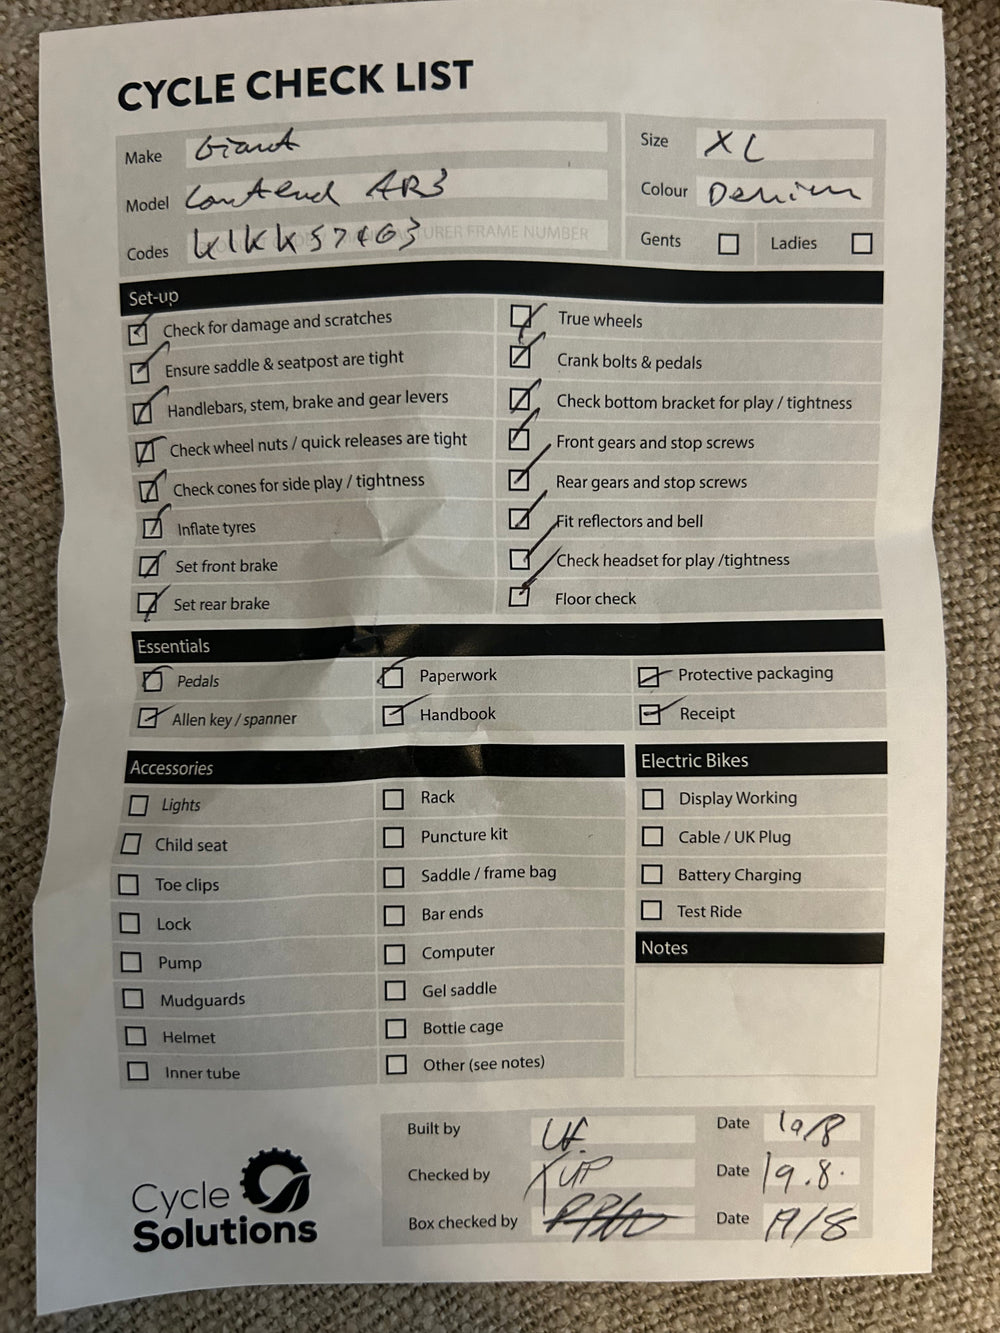 CYCLE CHECK LIST
Make Giant
Size XL
Model Contend AR3
Colour Denim
Codes K1KK57463 URER FRAME NUMBER
Gents Ladies
Set-up
Check for damage and scratches
True wheels
Ensure saddle & seatpost are tight
Crank bolts & pedals
Handlebars, stem, brake and gear levers
Check bottom bracket for play / tightness
Check wheel nuts / quick releases are tight
Front gears and stop screws
Check cones for side play / tightness
Rear gears and stop screws
Inflate tyres
Fit reflectors and bell
Set front brake
Check headset for play /tightness
Set rear brake
Floor check
Essentials
Pedals
Paperwork
Protective packaging
Allen key / spanner
Handbook
Receipt
Accessories
Lights
Child seat
Toe clips
Lock
Pump
Mudguards
Helmet
Inner tube
Rack
Puncture kit
Saddle / frame bag
Bar ends
Computer
Gel saddle
Bottle cage
Other (see notes)
Electric Bikes
Display Working
Cable / UK Plug
Battery Charging
Test Ride
Notes
Built by Date 19/8
Checked by Date 19.8.
Box checked by Date 19/8
Cycle
Solutions